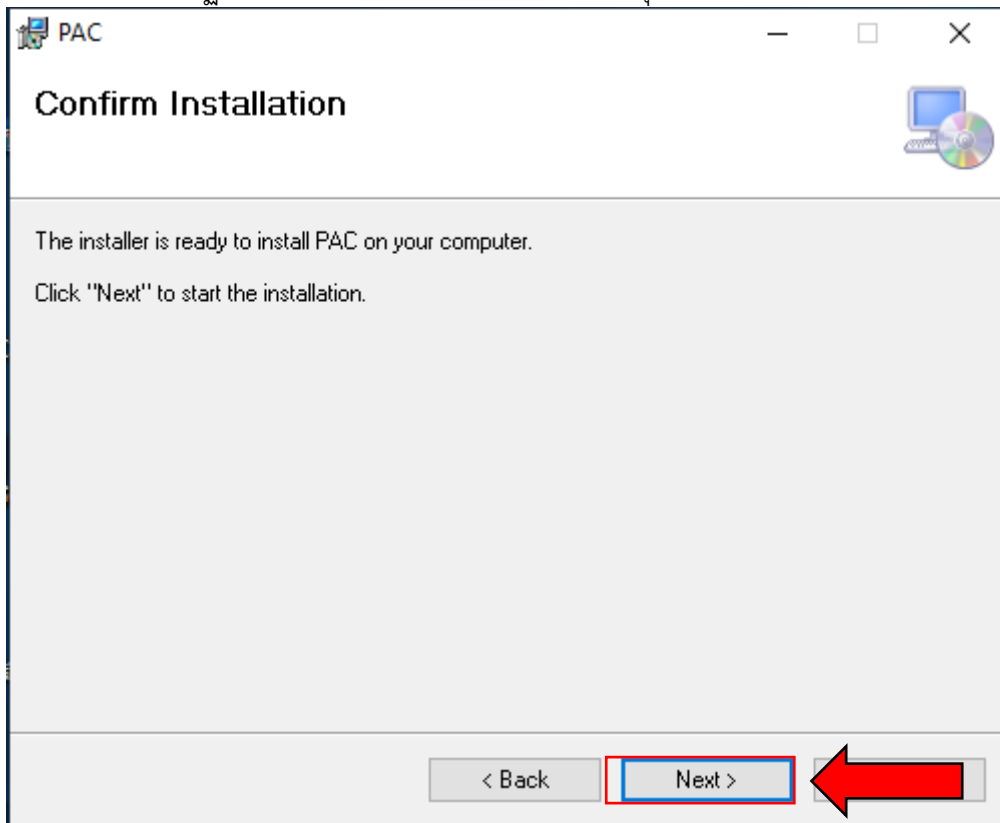 PAC
Confirm Installation
The installer is ready to install PAC on your computer.
Click "Next" to start the installation.
< Back
Next >